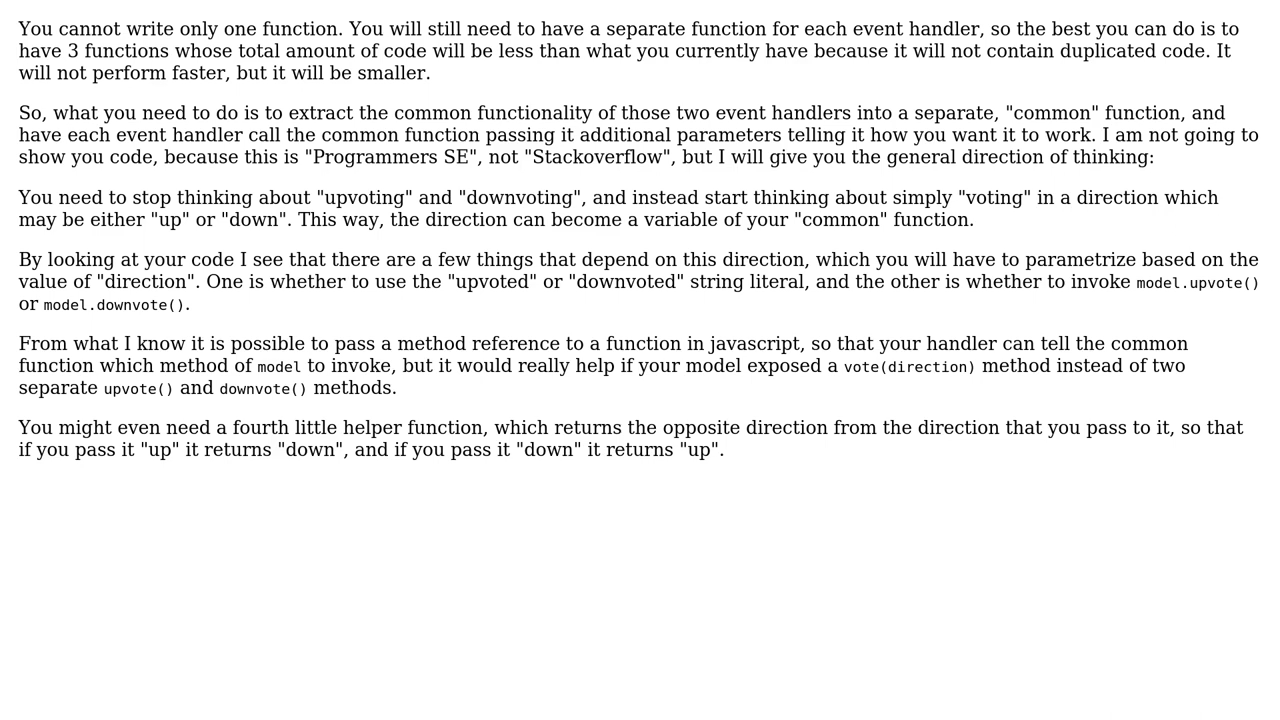 You cannot write only one function. You will still need to have a separate function for each event handler, so the best you can do is to
have 3 functions whose total amount of code will be less than what you currently have because it will not contain duplicated code. It
will not perform faster, but it will be smaller.
So, what you need to do is to extract the common functionality of those two event handlers into a separate, "common" function, and
have each event handler call the common function passing it additional parameters telling it how you want it to work. I am not going to
show you code, because this is "Programmers SE", not "Stackoverflow", but I will give you the general direction of thinking:
You need to stop thinking about "upvoting" and "downvoting", and instead start thinking about simply "voting" in a direction which
may be either "up" or "down". This way, the direction can become a variable of your "common" function.
By looking at your code I see that there are a few things that depend on this direction, which you will have to parametrize based on the
value of "direction". One is whether to use the "upvoted" or "downvoted" string literal, and the other is whether to invoke model.upvote()
or model.downvote().
From what I know it is possible to pass a method reference to a function in javascript, so that your handler can tell the common
function which method of model to invoke, but it would really help if your model exposed a vote(direction) method instead of two
separate upvote() and downvote() methods.
You might even need a fourth little helper function, which returns the opposite direction from the direction that you pass to it, so that
if you pass it "up" it returns "down", and if you pass it "down" it returns "up".